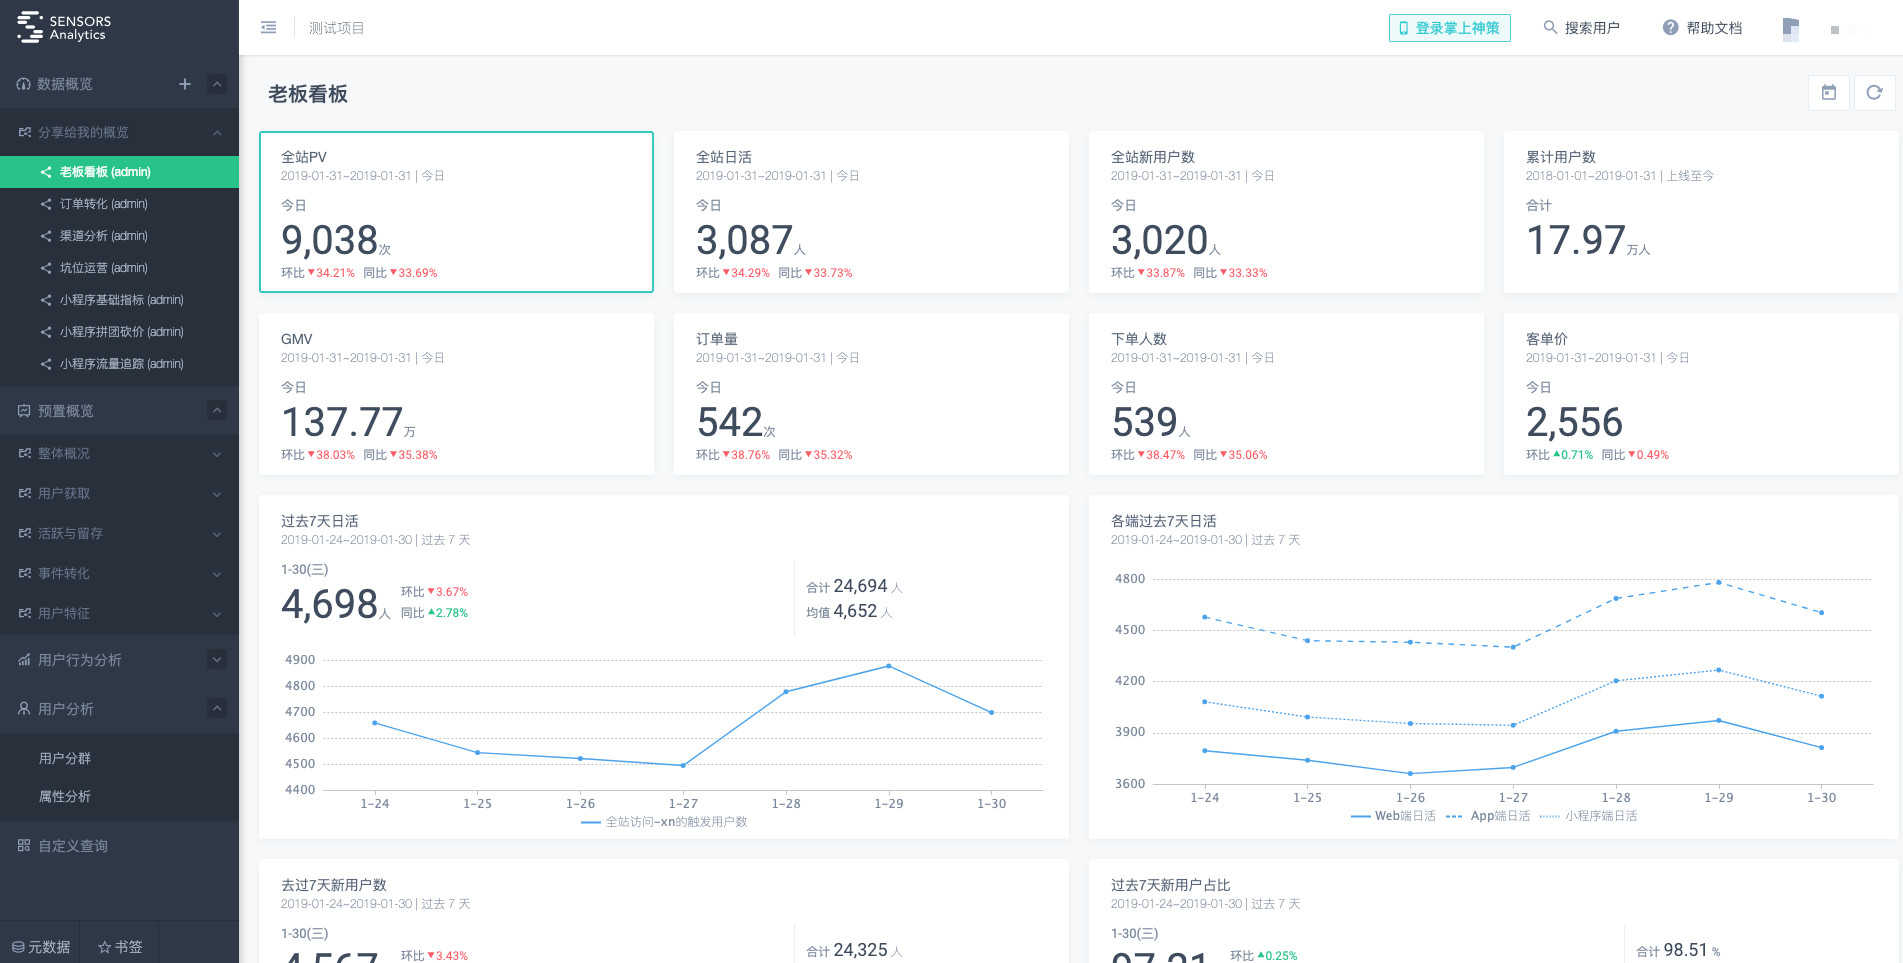 SENSORS
Analytics
测试项目
登录掌上神策
搜索用户
帮助文档
数据概览
分享给我的概览
老板看板 (admin)
订单转化 (admin)
渠道分析 (admin)
坑位运营 (admin)
小程序基础指标 (admin)
小程序拼团砍价 (admin)
小程序流量追踪 (admin)
预置概览
整体概况
用户获取
活跃与留存
事件转化
用户特征
用户行为分析
用户分析
用户分群
属性分析
自定义查询
元数据
书签
老板看板
全站PV
2019-01-31~2019-01-31 | 今日
今日
9,038次
环比 34.21% 同比 33.69%
全站日活
2019-01-31~2019-01-31 | 今日
今日
3,087人
环比 34.29% 同比 33.73%
全站新用户数
2019-01-31~2019-01-31 | 今日
今日
3,020人
环比 33.87% 同比 33.33%
累计用户数
2018-01-01~2019-01-31 | 上线至今
合计
17.97万人
GMV
2019-01-31~2019-01-31 | 今日
今日
137.77万
环比 38.03% 同比 35.38%
订单量
2019-01-31~2019-01-31 | 今日
今日
542次
环比 38.76% 同比 35.32%
下单人数
2019-01-31~2019-01-31 | 今日
今日
539人
环比 38.47% 同比 35.06%
客单价
2019-01-31~2019-01-31 | 今日
今日
2,556
环比 0.71% 同比 0.49%
过去7天日活
2019-01-24~2019-01-30 | 过去 7 天
1-30(三)
4,698人
环比 3.67%
同比 2.78%
合计 24,694 人
均值 4,652 人
4900
4800
4700
4600
4500
4400
1-24 1-25 1-26 1-27 1-28 1-29 1-30
全站访问-xn的触发用户数
各端过去7天日活
2019-01-24~2019-01-30 | 过去 7 天
4800
4500
4200
3900
3600
1-24 1-25 1-26 1-27 1-28 1-29 1-30
Web端日活 App端日活 小程序端日活
去过7天新用户数
2019-01-24~2019-01-30 | 过去 7 天
1-30(三)
4,567
环比 3.43%
合计 24,325 人
过去7天新用户占比
2019-01-24~2019-01-30 | 过去 7 天
1-30(三)
97.21
环比 0.25%
合计 98.51 %